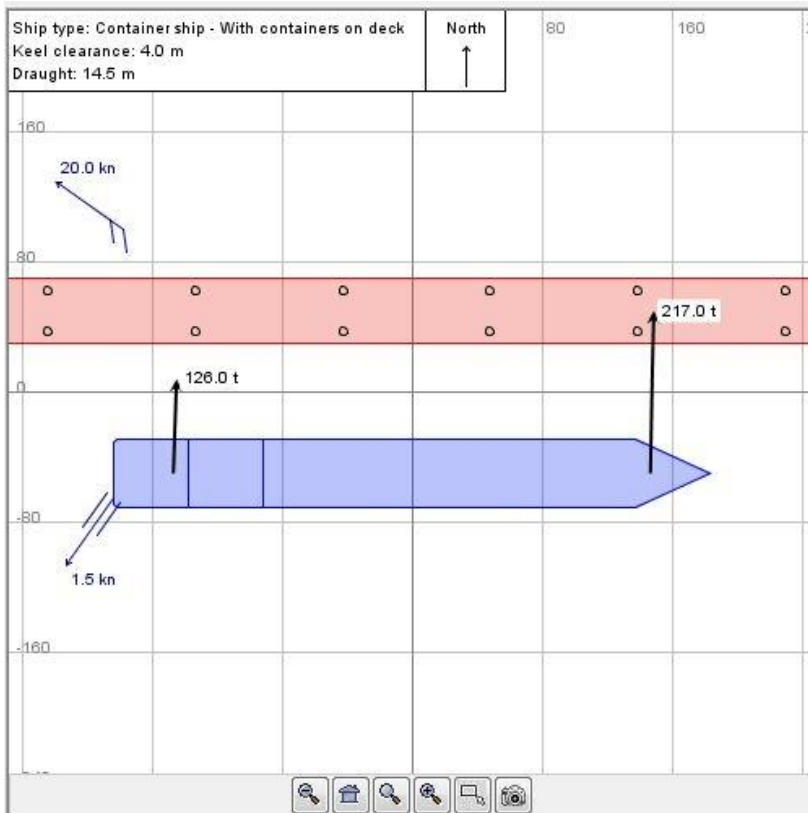 Ship type: Container ship - With containers on deck
Keel clearance: 4.0 m
Draught: 14.5 m
North
80
160
160
20.0 kn
80
217.0 t
0
126.0 t
-80
1.5 kn
-160